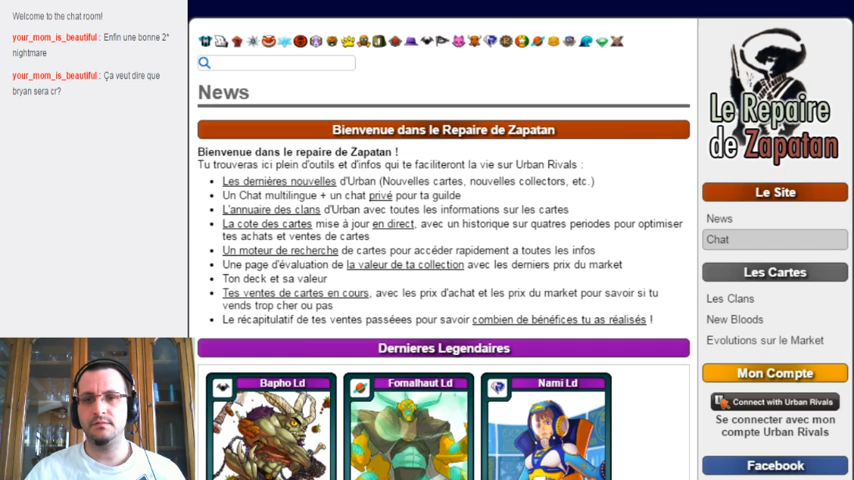 Welcome to the chat room!
your_mom_is_beautiful : Enfin une bonne 2*
nightmare
your_mom_is_beautiful : Ça veut dire que
bryan sera cr?
News
Bienvenue dans le Repaire de Zapatan
Bienvenue dans le repaire de Zapatan !
Tu trouveras ici plein d'outils et d'infos qui te faciliteront la vie sur Urban Rivals :
Les dernières nouvelles d'Urban (Nouvelles cartes, nouvelles collectors, etc.)
Un Chat multilingue + un chat privé pour ta guilde
L'annuaire des clans d'Urban avec toutes les informations sur les cartes
La cote des cartes mise à jour en direct, avec un historique sur quatres periodes pour optimiser
tes achats et ventes de cartes
Un moteur de recherche de cartes pour accéder rapidement a toutes les infos
Une page d'évaluation de la valeur de ta collection avec les derniers prix du market
Ton deck et sa valeur
Tes ventes de cartes en cours, avec les prix d'achat et les prix du market pour savoir si tu
vends trop cher ou pas
Le récapitulatif de tes ventes passéees pour savoir combien de bénéfices tu as réalisés !
Dernieres Legendaires
Bapho Ld
Fomalhaut Ld
Nami Ld
Le Repaire
de Zapatan
Le Site
News
Chat
Les Cartes
Les Clans
New Bloods
Evolutions sur le Market
Mon Compte
Connect with Urban Rivals
Se connecter avec mon
compte Urban Rivals
Facebook